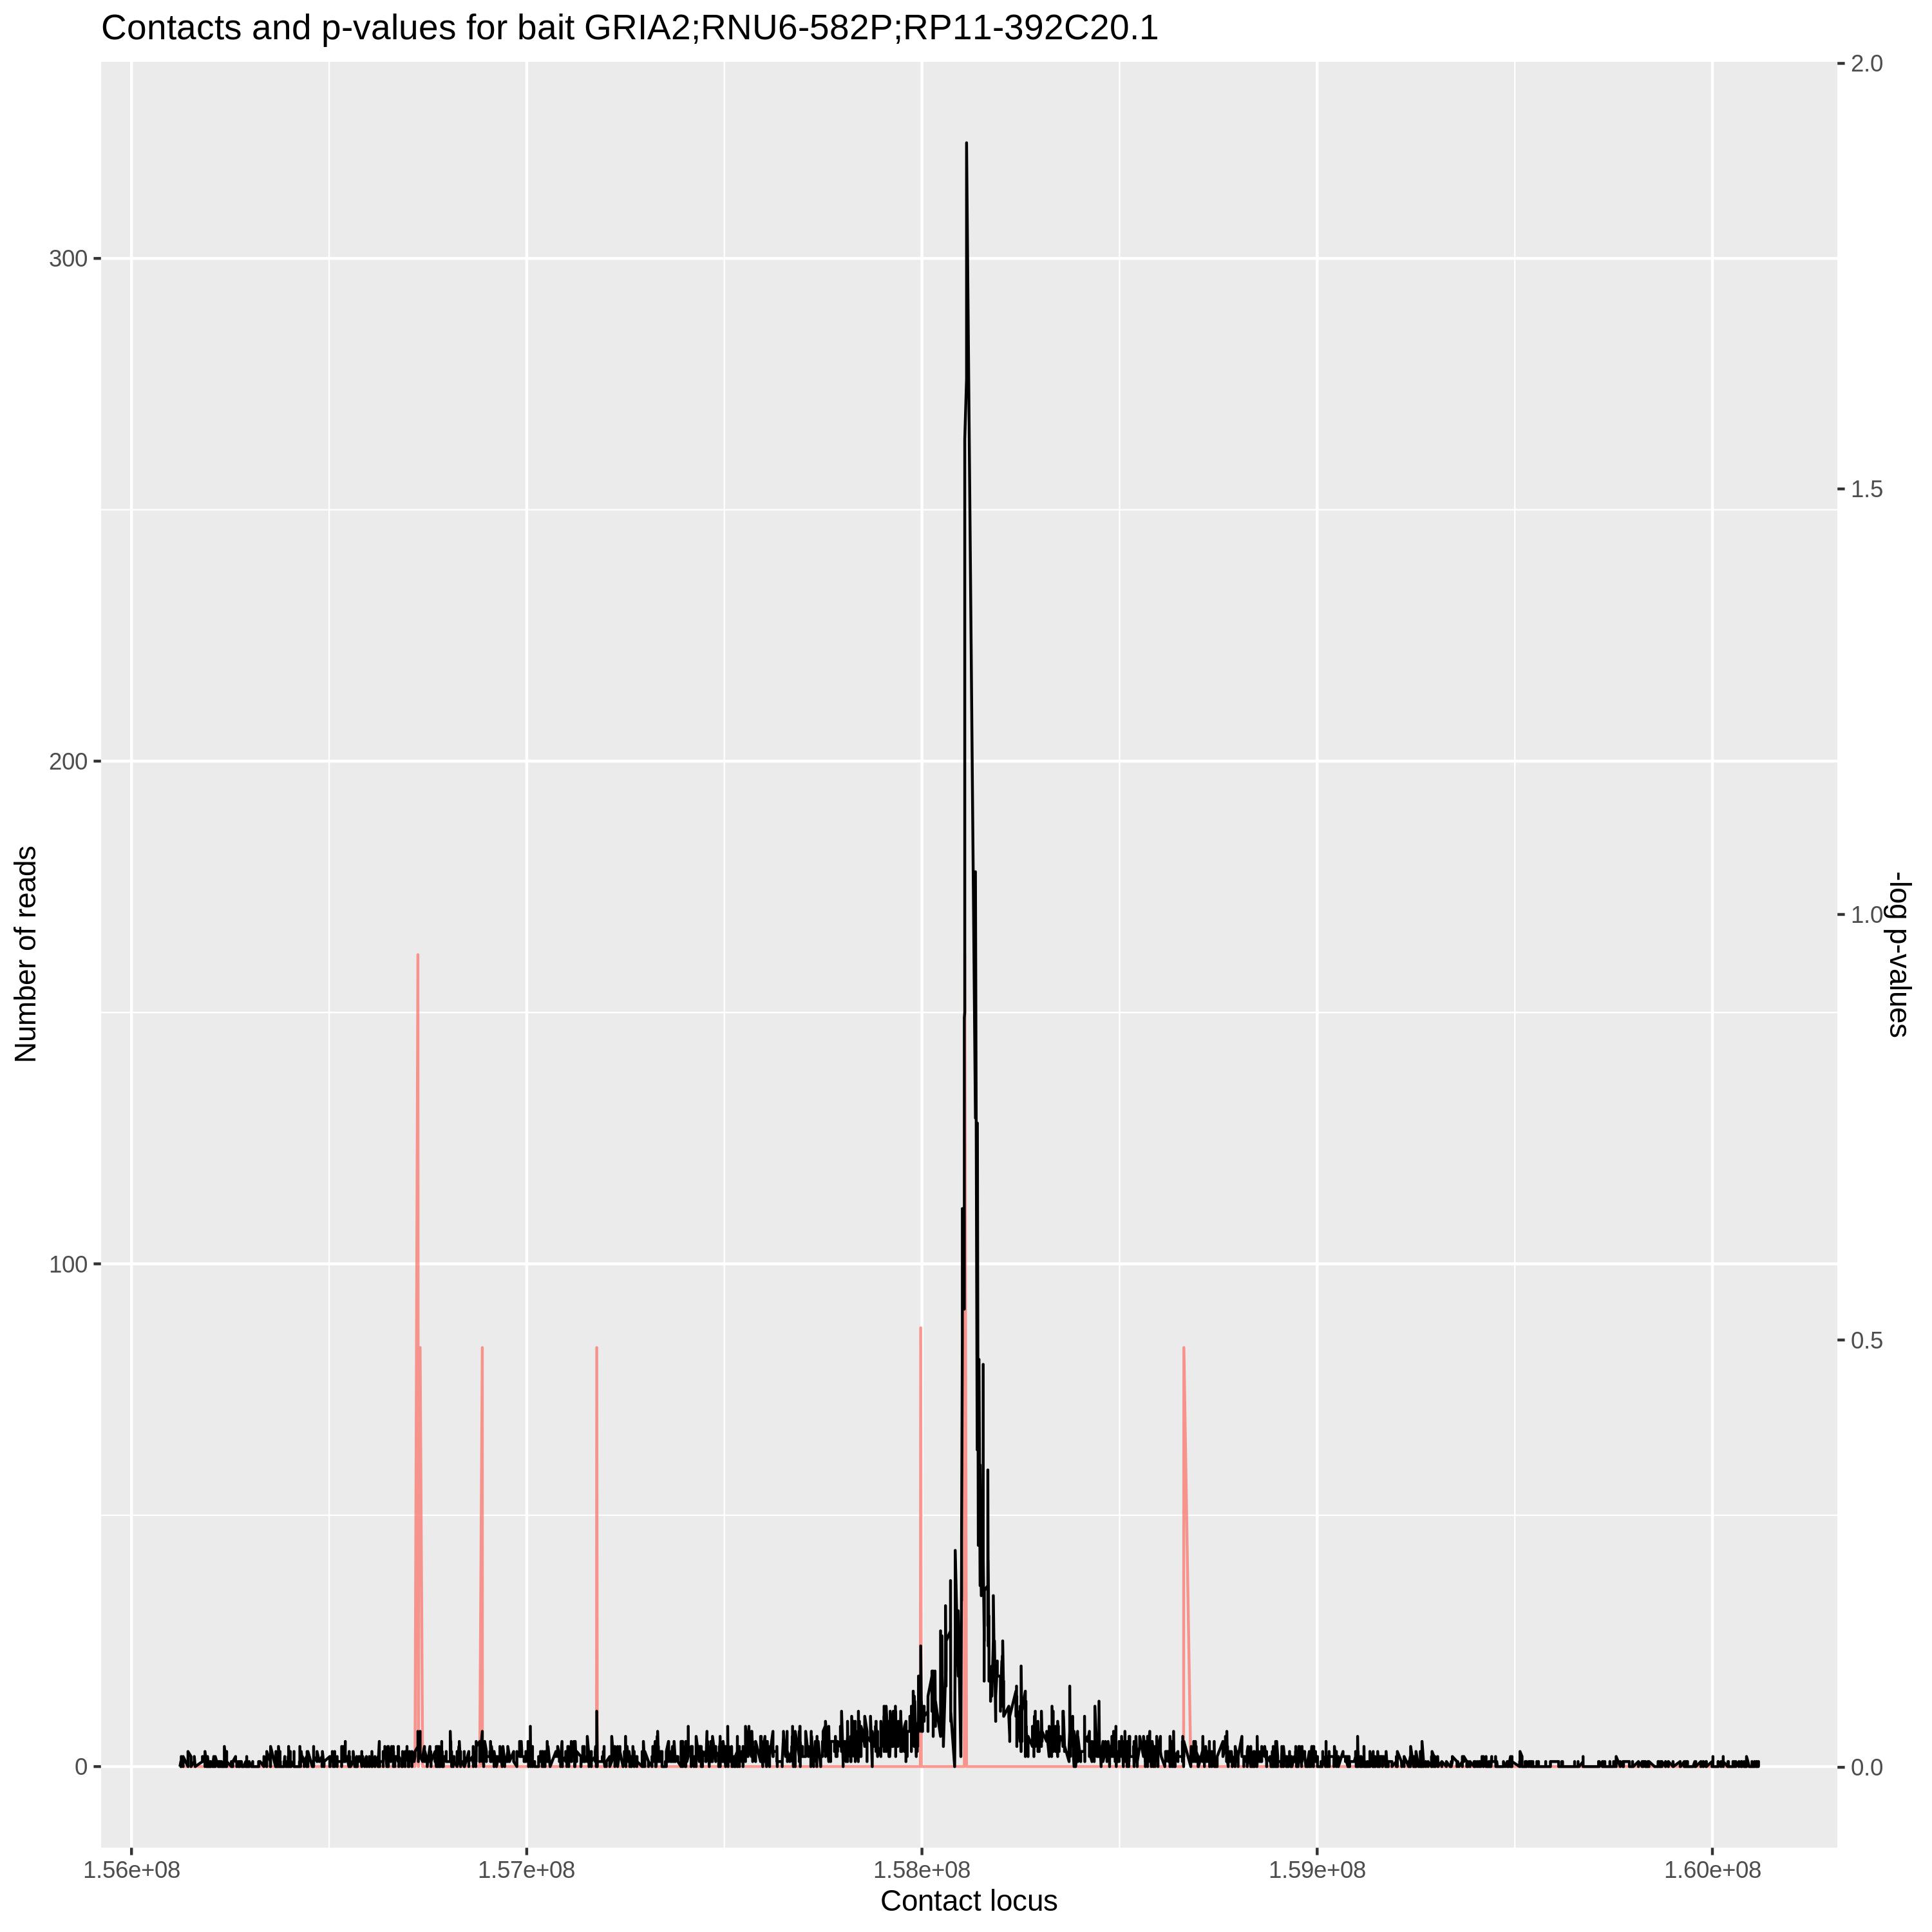 Contacts and p-values for bait GRIA2;RNU6-582P;RP11-392C20.1
Number of reads
300
200
100
0
2.0
1.5
1.0
0.5
0.0
-log p-values
1.56e+08 1.57e+08 1.58e+08 1.59e+08 1.60e+08
Contact locus